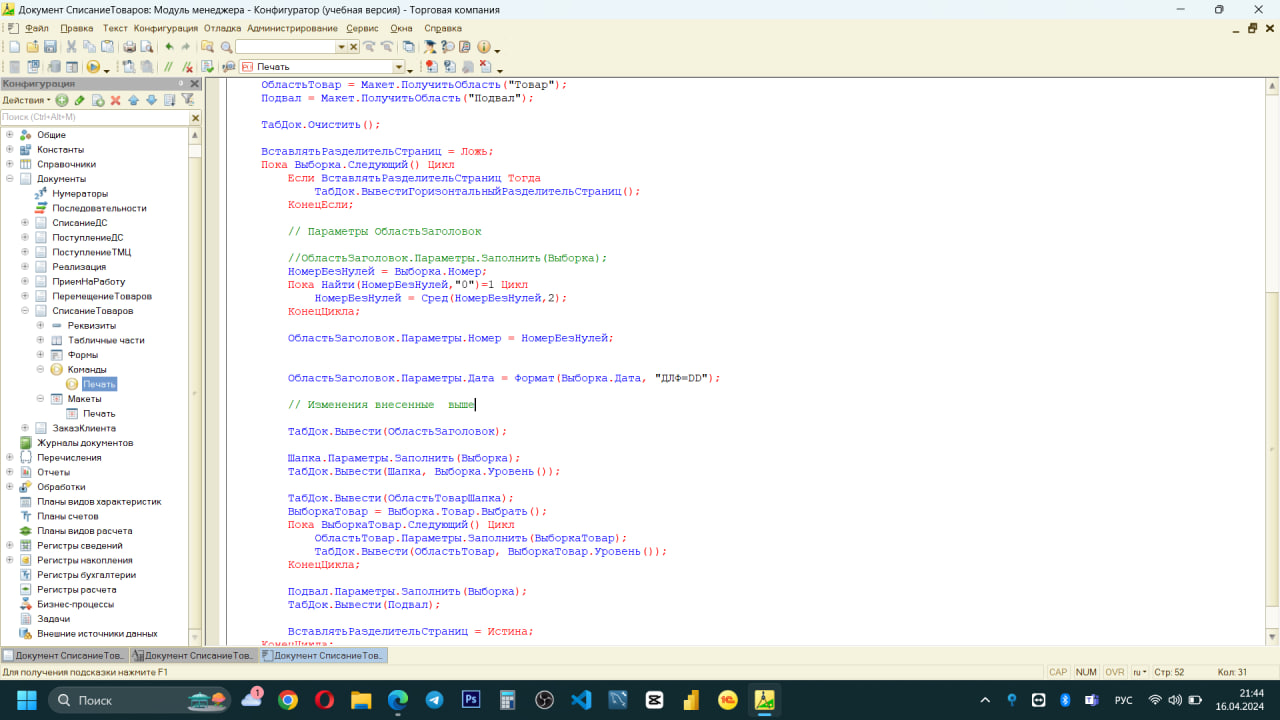 Документ СписаниеТоваров: Модуль менеджера - Конфигуратор (учебная версия) - Торговая компания
Файл Правка Текст Конфигурация Отладка Администрирование Сервис Окна Справка
Печать
Конфигурация
Действия
Поиск (Ctrl+Alt+M)
Общие
Константы
Справочники
Документы
Нумераторы
Последовательности
СписаниеДС
ПоступлениеДС
ПоступлениеТМЦ
Реализация
ПриемНаРаботу
ПеремещениеТоваров
СписаниеТоваров
Реквизиты
Табличные части
Формы
Команды
Печать
Макеты
Печать
ЗаказКлиента
Журналы документов
Перечисления
Отчеты
Обработки
Планы видов характеристик
Планы счетов
Планы видов расчета
Регистры сведений
Регистры накопления
Регистры бухгалтерии
Регистры расчета
Бизнес-процессы
Задачи
Внешние источники данных
ОбластьТовар = Макет.ПолучитьОбласть("Товар");
Подвал = Макет.ПолучитьОбласть("Подвал");
ТабДок.Очистить();
ВставлятьРазделительСтраниц = Ложь;
Пока Выборка.Следующий() Цикл
Если ВставлятьРазделительСтраниц Тогда
ТабДок.ВывестиГоризонтальныйРазделительСтраниц();
КонецЕсли;
// Параметры ОбластьЗаголовок
//ОбластьЗаголовок.Параметры.Заполнить(Выборка);
НомерБезНулей = Выборка.Номер;
Пока Найти(НомерБезНулей,"0")=1 Цикл
НомерБезНулей = Сред(НомерБезНулей,2);
КонецЦикла;
ОбластьЗаголовок.Параметры.Номер = НомерБезНулей;
ОбластьЗаголовок.Параметры.Дата = Формат(Выборка.Дата, "ДЛФ=DD");
// Изменения внесенные  выше
ТабДок.Вывести(ОбластьЗаголовок);
Шапка.Параметры.Заполнить(Выборка);
ТабДок.Вывести(Шапка, Выборка.Уровень());
ТабДок.Вывести(ОбластьТоварШапка);
ВыборкаТовар = Выборка.Товар.Выбрать();
Пока ВыборкаТовар.Следующий() Цикл
ОбластьТовар.Параметры.Заполнить(ВыборкаТовар);
ТабДок.Вывести(ОбластьТовар, ВыборкаТовар.Уровень());
КонецЦикла;
Подвал.Параметры.Заполнить(Выборка);
ТабДок.Вывести(Подвал);
ВставлятьРазделительСтраниц = Истина;
КонецЦикла;
Документ СписаниеТов... Документ СписаниеТов... Документ СписаниеТов...
Для получения подсказки нажмите F1 CAP NUM OVR ru Стр: 52 Кол: 31
Поиск 1 Ps РУС 21:44
16.04.2024